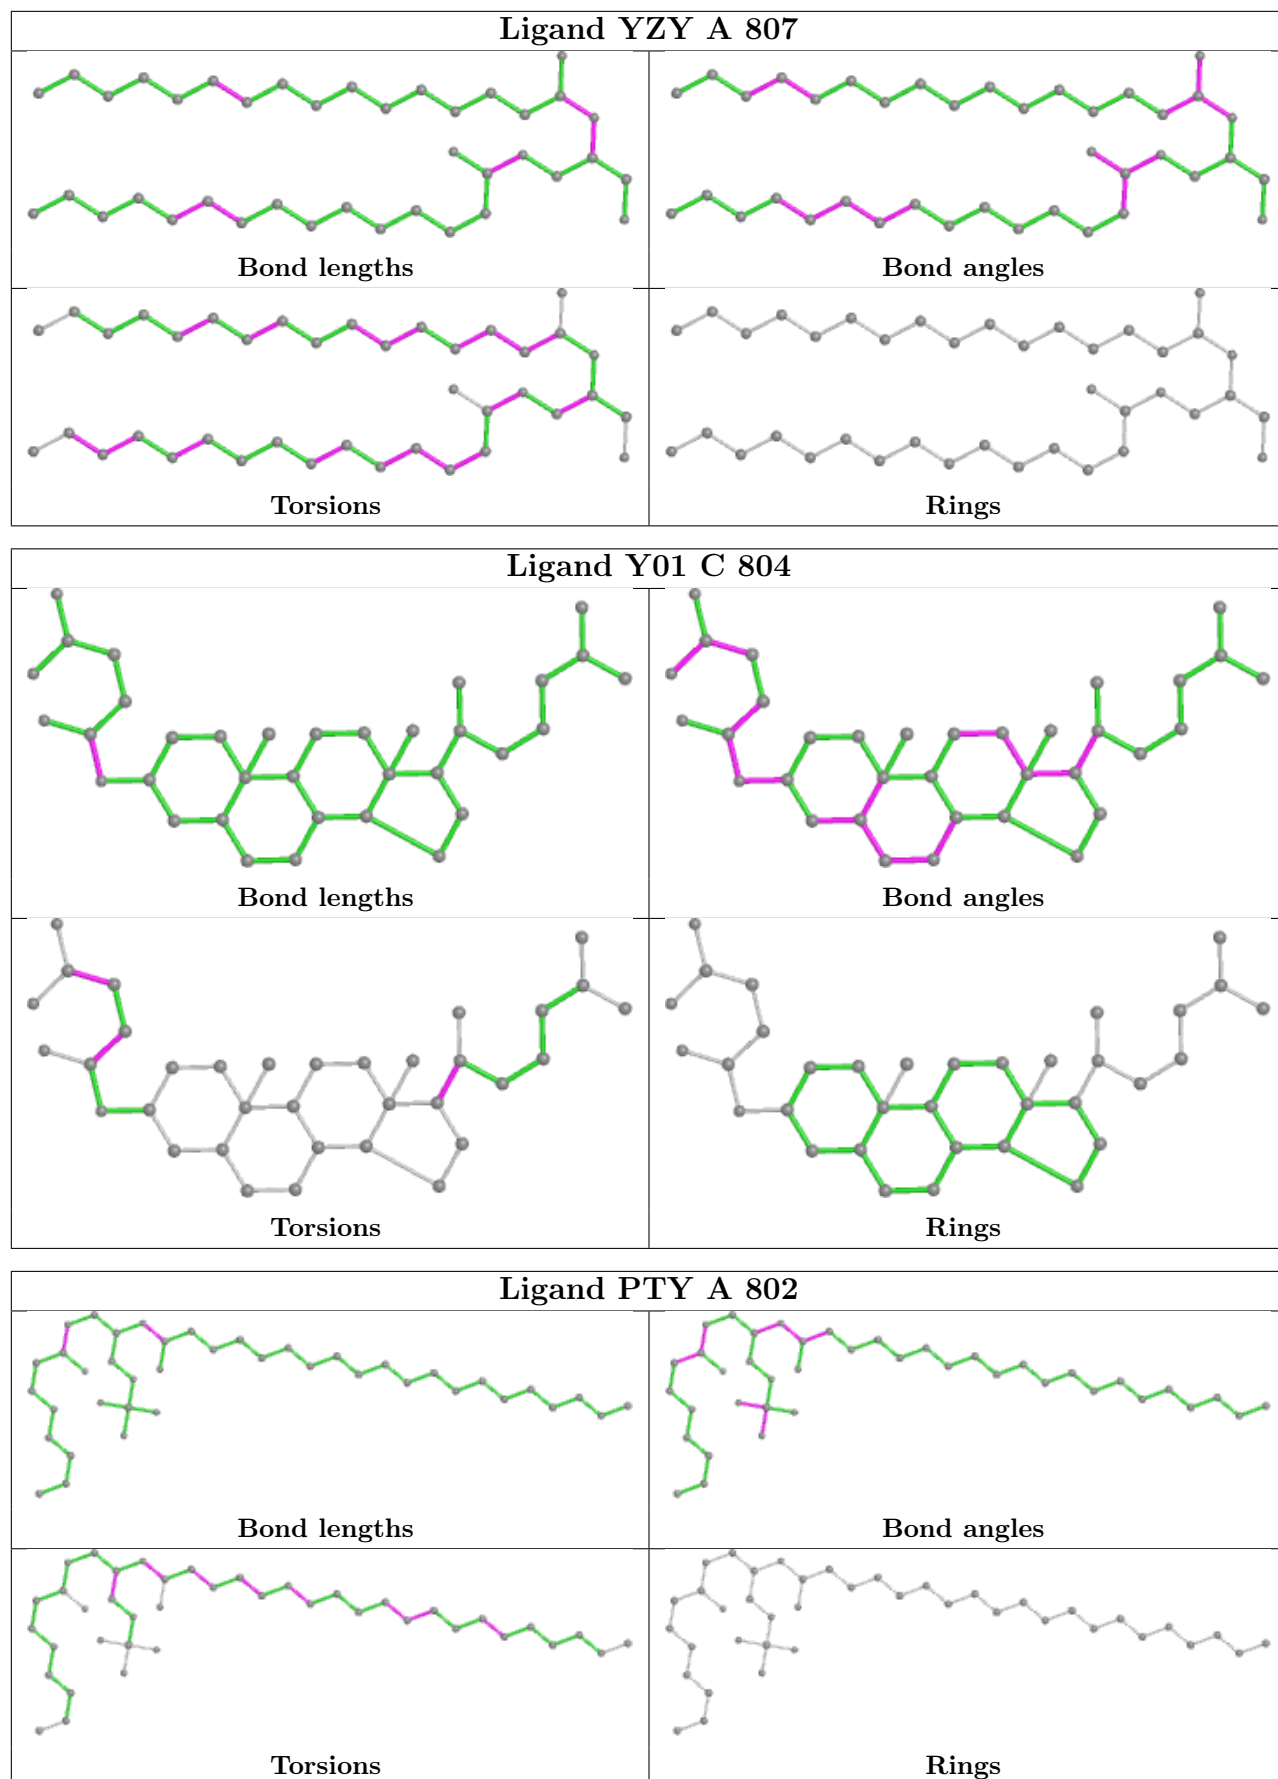 Ligand YZY A 807
Bond lengths
Bond angles
Torsions
Rings
Ligand Y01 C 804
Bond lengths
Bond angles
Torsions
Rings
Ligand PTY A 802
Bond lengths
Bond angles
Torsions
Rings